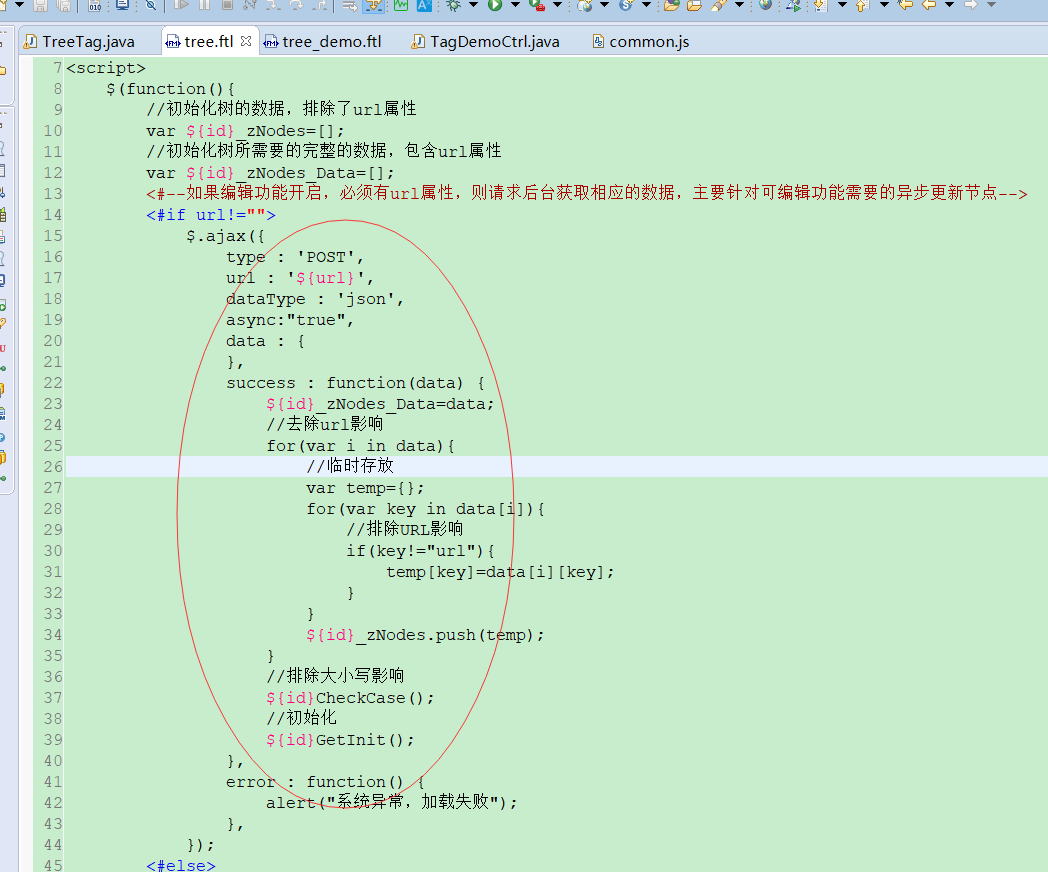 TreeTag.java tree.ftl tree_demo.ftl TagDemoCtrl.java common.js
7 <script>
8 $(function(){
9 //初始化树的数据，排除了url属性
10 var ${id}_zNodes=[];
11 //初始化树所需要的完整的数据，包含url属性
12 var ${id}_zNodes_Data=[];
13 <#--如果编辑功能开启，必须有url属性，则请求后台获取相应的数据，主要针对可编辑功能需要的异步更新节点-->
14 <#if url!="">
15 $.ajax({
16 type : 'POST',
17 url : '${url}',
18 dataType : 'json',
19 async:"true",
20 data : {
21 },
22 success : function(data) {
23 ${id}_zNodes_Data=data;
24 //去除url影响
25 for(var i in data){
26 //临时存放
27 var temp={};
28 for(var key in data[i]){
29 //排除URL影响
30 if(key!="url"){
31 temp[key]=data[i][key];
32 }
33 }
34 ${id}_zNodes.push(temp);
35 }
36 //排除大小写影响
37 ${id}CheckCase();
38 //初始化
39 ${id}GetInit();
40 },
41 error : function() {
42 alert("系统异常，加载失败");
43 },
44 });
45 <#else>